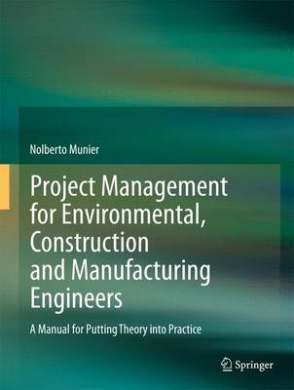 Nolberto Munier
Project Management
for Environmental,
Construction
and Manufacturing
Engineers
A Manual for Putting Theory into Practice
Springer